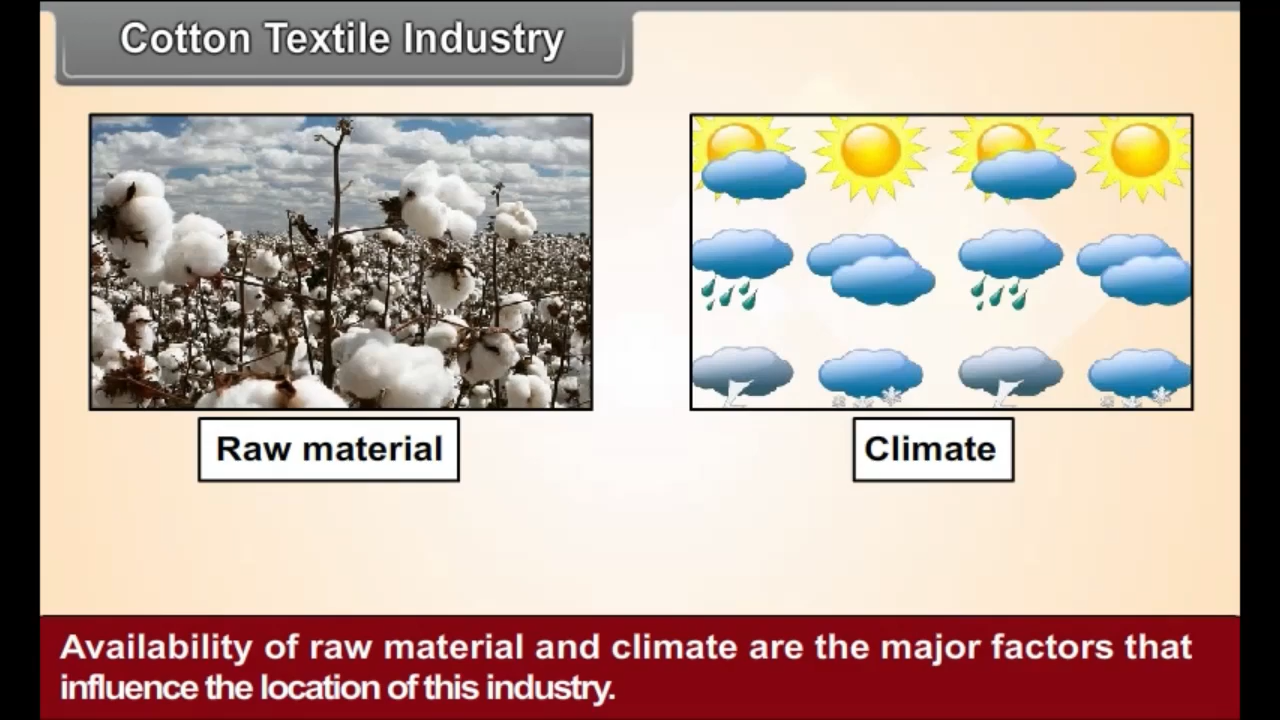 Cotton Textile Industry
Raw material
Climate
Availability of raw material and climate are the major factors that
influence the location of this industry.